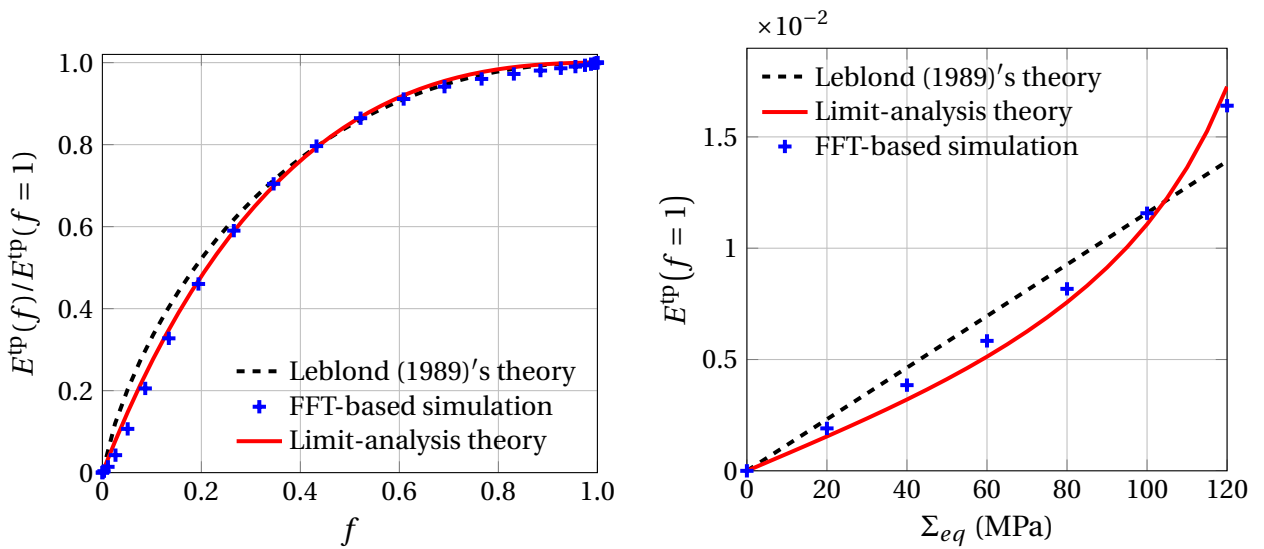 E^tp(f)/E^tp(f = 1)
1.0
0.8
0.6
0.4
0.2
0
Leblond (1989)′s theory
FFT-based simulation
Limit-analysis theory
0 0.2 0.4 0.6 0.8 1.0
f
×10−2
E^tp(f = 1)
1.5
1
0.5
0
Leblond (1989)′s theory
Limit-analysis theory
FFT-based simulation
0 20 40 60 80 100 120
Σeq (MPa)